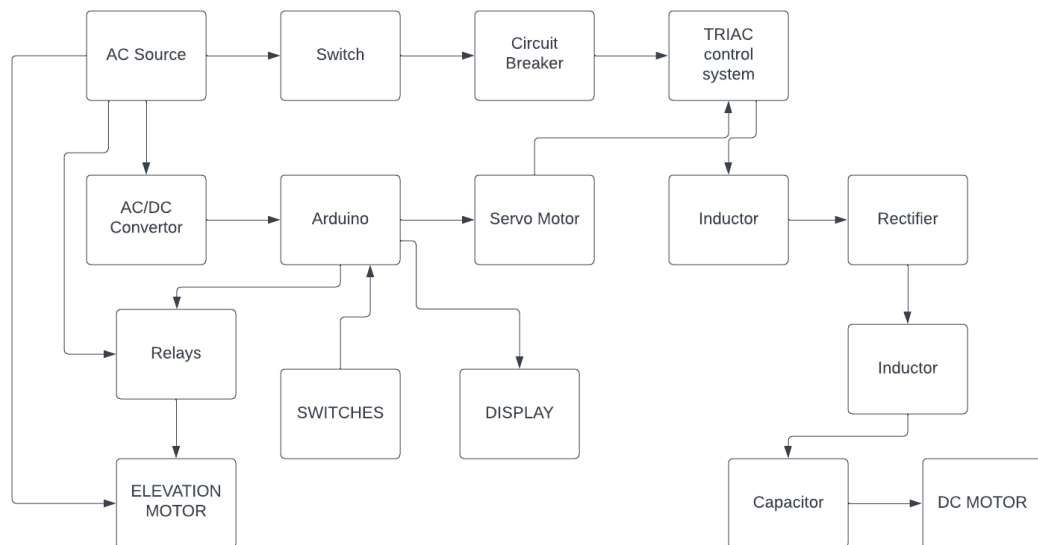 AC Source
Switch
Circuit
Breaker
TRIAC
control
system
AC/DC
Convertor
Arduino
Servo Motor
Inductor
Rectifier
Relays
SWITCHES
DISPLAY
Inductor
ELEVATION
MOTOR
Capacitor
DC MOTOR